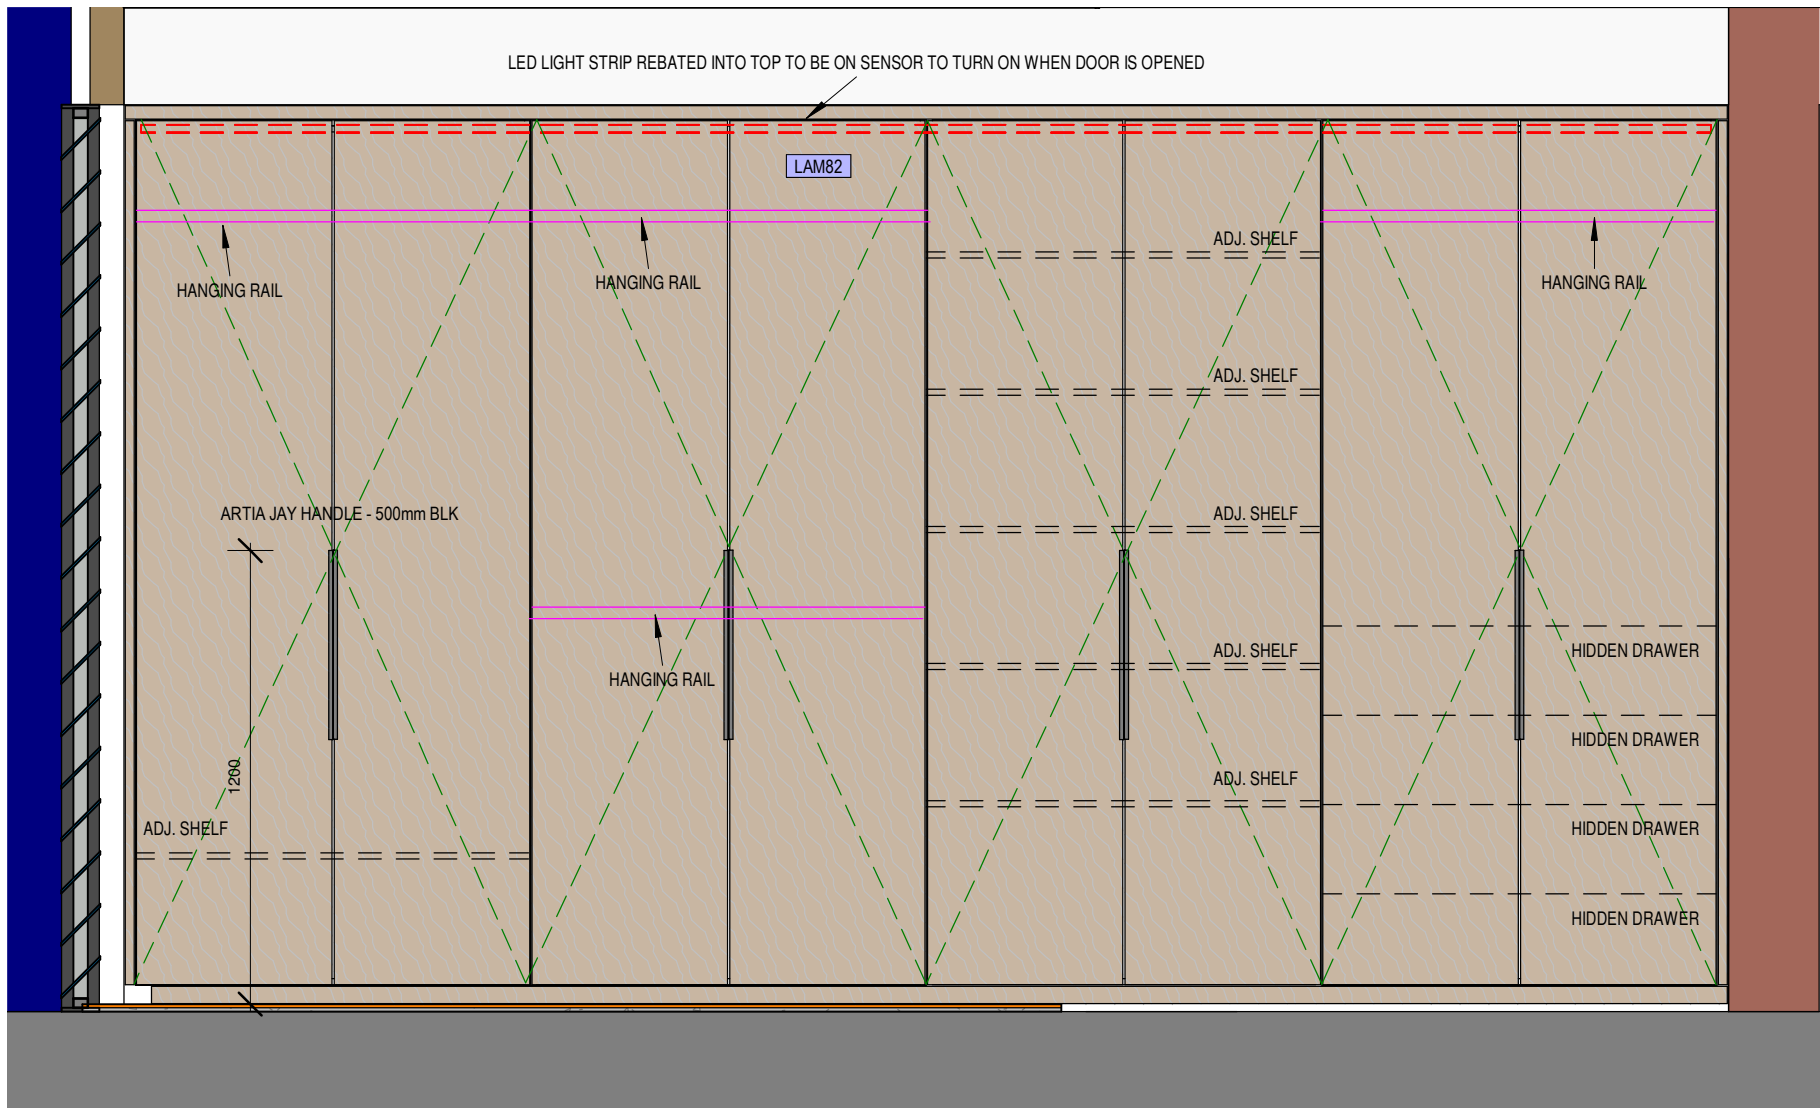 LED LIGHT STRIP REBATED INTO TOP TO BE ON SENSOR TO TURN ON WHEN DOOR IS OPENED
LAM82
ADJ. SHELF
HANGING RAIL
HANGING RAIL
HANGING RAIL
ADJ. SHELF
ARTIA JAY HANDLE - 500mm BLK
ADJ. SHELF
HANGING RAIL
ADJ. SHELF
HIDDEN DRAWER
HIDDEN DRAWER
1200
ADJ. SHELF
ADJ. SHELF
HIDDEN DRAWER
HIDDEN DRAWER